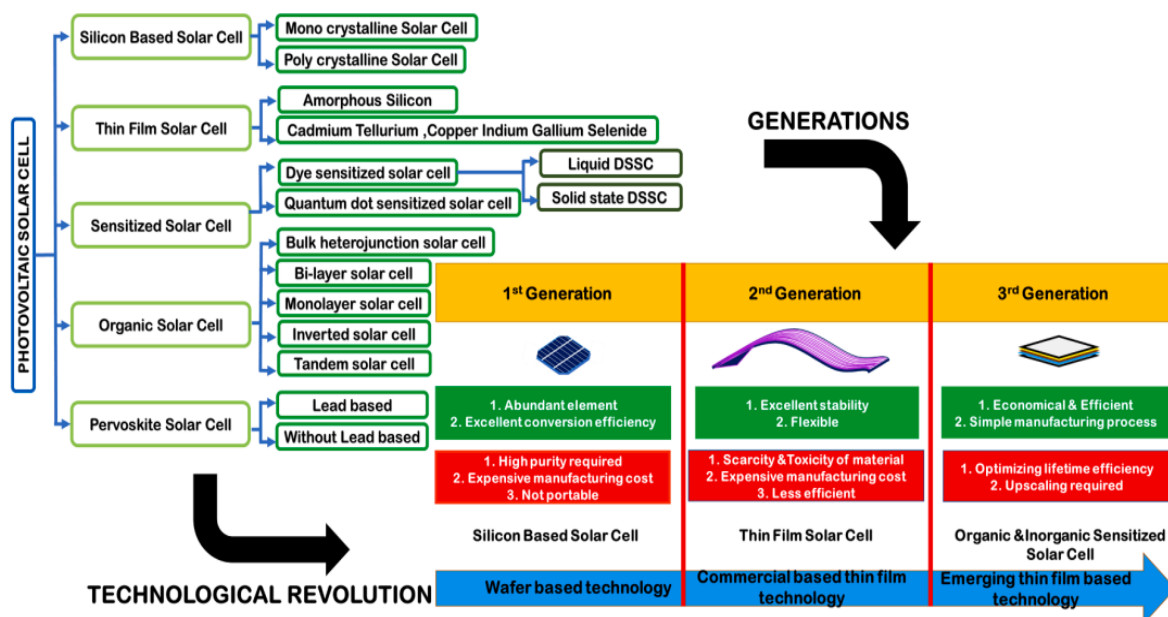 PHOTOVOLTAIC SOLAR CELL
Silicon Based Solar Cell
Mono crystalline Solar Cell
Poly crystalline Solar Cell
Thin Film Solar Cell
Amorphous Silicon
Cadmium Tellurium ,Copper Indium Gallium Selenide
Sensitized Solar Cell
Dye sensitized solar cell
Liquid DSSC
Solid state DSSC
Quantum dot sensitized solar cell
Organic Solar Cell
Bulk heterojunction solar cell
Bi-layer solar cell
Monolayer solar cell
Inverted solar cell
Tandem solar cell
Pervoskite Solar Cell
Lead based
Without Lead based
TECHNOLOGICAL REVOLUTION
GENERATIONS
1st Generation
1. Abundant element
2. Excellent conversion efficiency
1. High purity required
2. Expensive manufacturing cost
3. Not portable
Silicon Based Solar Cell
Wafer based technology
2nd Generation
1. Excellent stability
2. Flexible
1. Scarcity &Toxicity of material
2. Expensive manufacturing cost
3. Less efficient
Thin Film Solar Cell
Commercial based thin film
technology
3rd Generation
1. Economical & Efficient
2. Simple manufacturing process
1. Optimizing lifetime efficiency
2. Upscaling required
Organic &Inorganic Sensitized
Solar Cell
Emerging thin film based
technology